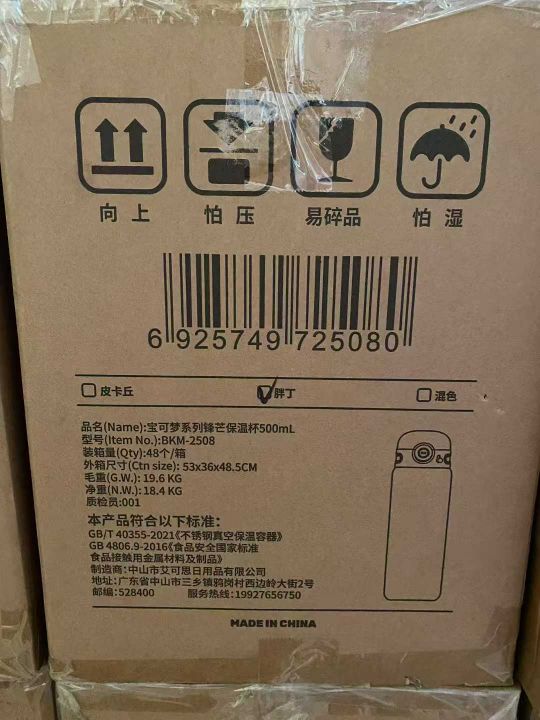 向上 怕压 易碎品 怕湿
6 925749 725080
皮卡丘 胖丁 混色
品名(Name):宝可梦系列锋芒保温杯500mL
型号(Item No.):BKM-2508
装箱量(Qty):48个/箱
外箱尺寸(Ctn size): 53x36x48.5CM
毛重(G.W.): 19.6 KG
净重(N.W.): 18.4 KG
质检员:001
本产品符合以下标准:
GB/T 40355-2021《不锈钢真空保温容器》
GB 4806.9-2016《食品安全国家标准
食品接触用金属材料及制品》
制造商:中山市艾可思日用品有限公司
地址:广东省中山市三乡镇鸦岗村西边岭大街2号
邮编:528400 服务热线:19927656750
MADE IN CHINA